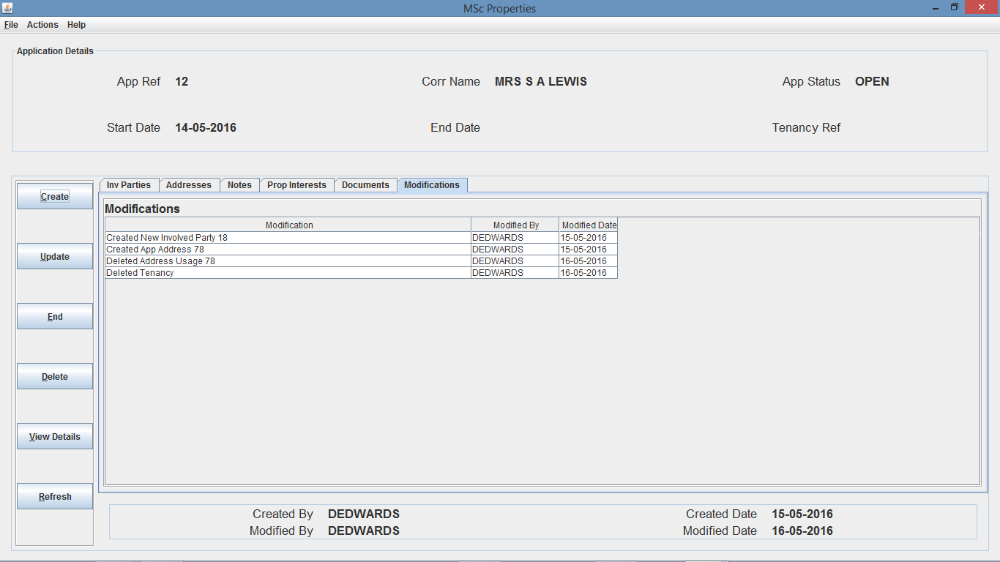 MSc Properties
File Actions Help
Application Details
App Ref 12 Corr Name MRS S A LEWIS App Status OPEN
Start Date 14-05-2016 End Date Tenancy Ref
Create
Update
End
Delete
View Details
Refresh
Inv Parties Addresses Notes Prop Interests Documents Modifications
Modifications
Modification Modified By Modified Date
Created New Involved Party 18 DEDWARDS 15-05-2016
Created App Address 78 DEDWARDS 15-05-2016
Deleted Address Usage 78 DEDWARDS 16-05-2016
Deleted Tenancy DEDWARDS 16-05-2016
Created By DEDWARDS Created Date 15-05-2016
Modified By DEDWARDS Modified Date 16-05-2016